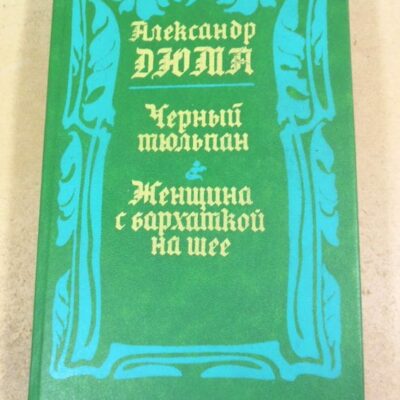 Александр
ДЮМА
Черный
тюльпан
Женщина
с бархаткой
на шее